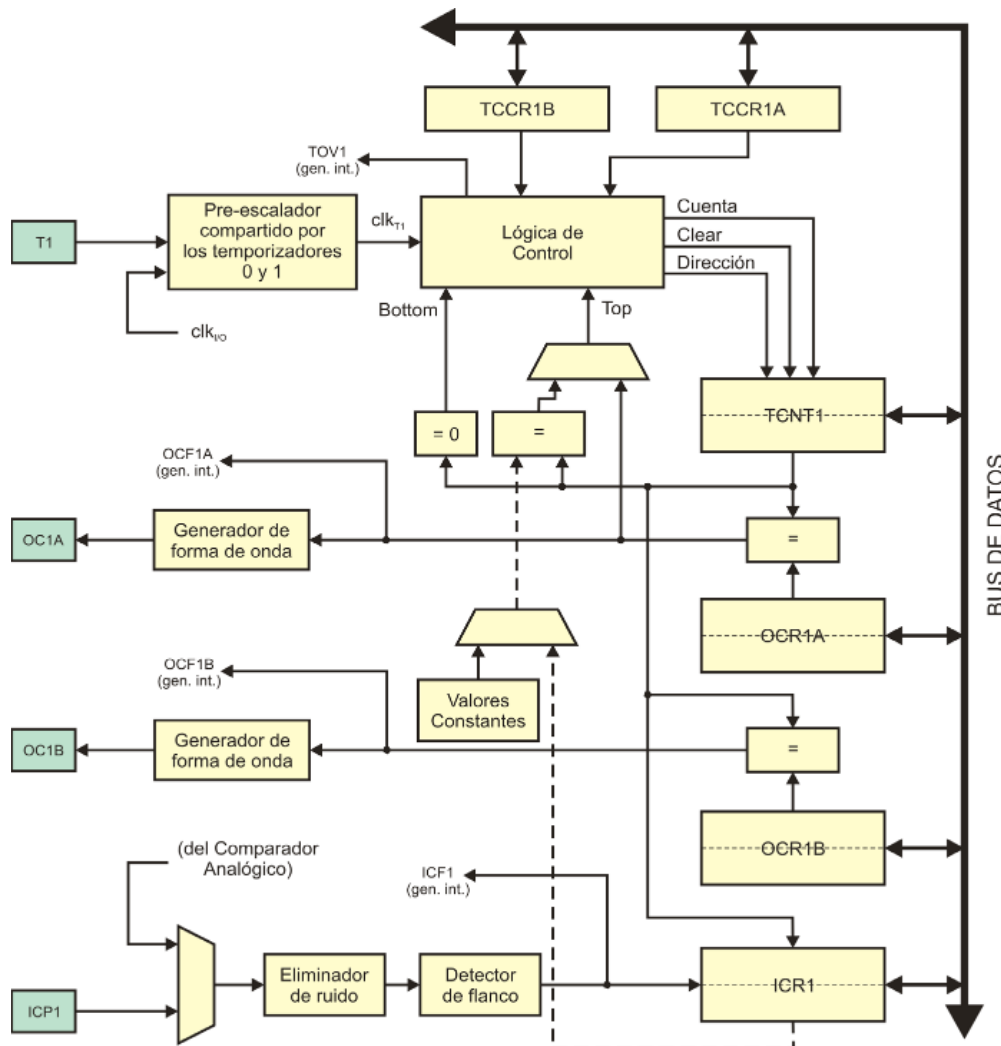 TCCR1B
TCCR1A
TOV1
(gen. int.)
T1
Pre-escalador
compartido por
los temporizadores
0 y 1
clkT1
Lógica de
Control
Cuenta
Clear
Dirección
clkI/O
Bottom
Top
TCNT1
= 0
=
OCF1A
(gen. int.)
OC1A
Generador de
forma de onda
=
BUS DE DATOS
OCR1A
OCF1B
(gen. int.)
Valores
Constantes
OC1B
Generador de
forma de onda
=
OCR1B
(del Comparador
Analógico)
ICF1
(gen. int.)
Eliminador
de ruido
Detector
de flanco
ICR1
ICP1